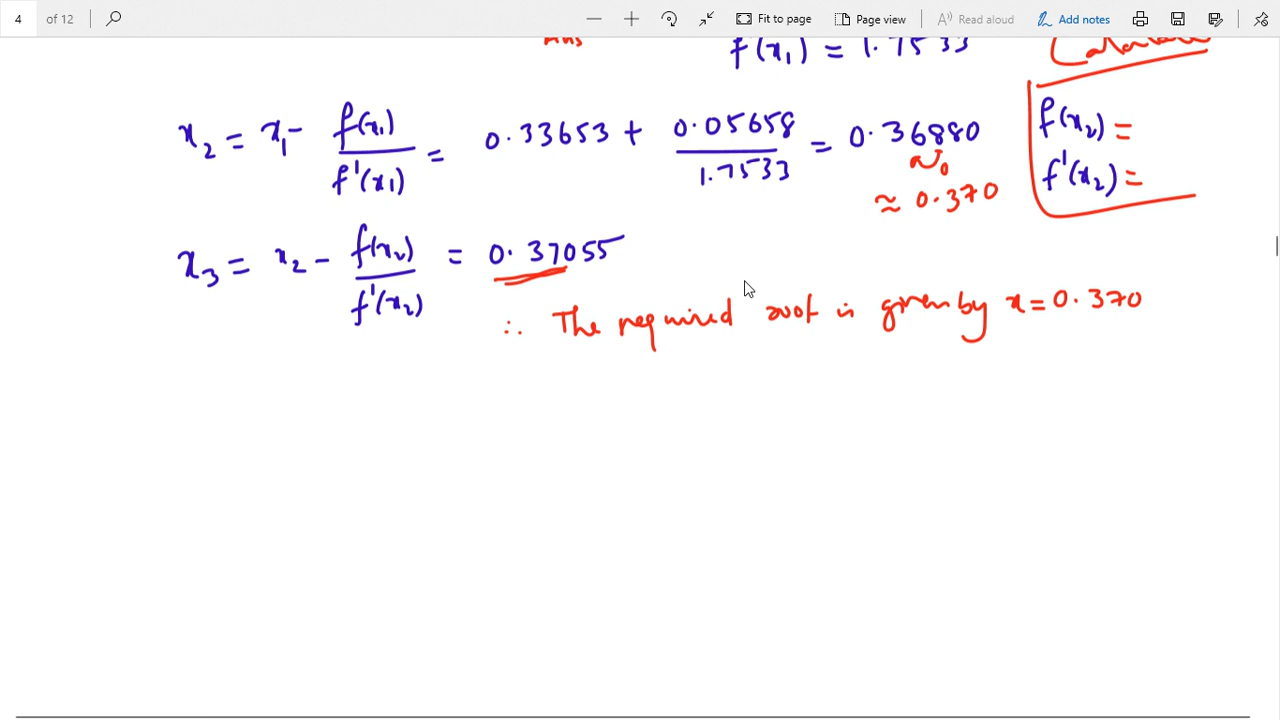 4 of 12 Fit to page Page view Read aloud Add notes
Ans f(x₁) = 1.7533 Calculate
x₂ = x₁ - f(x₁)/f'(x₁) = 0.33653 + 0.05658/1.7533 = 0.36880
≈ 0.370
f(x₂) =
f'(x₂) =
x₃ = x₂ - f(x₂)/f'(x₂) = 0.37055
∴ The required root is given by x = 0.370